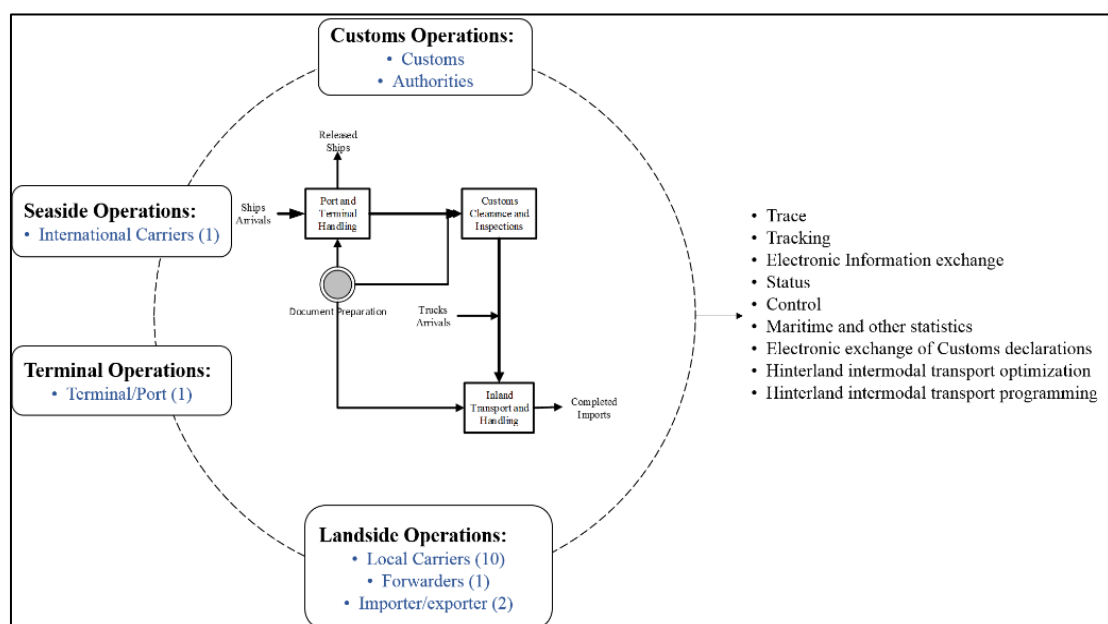 Customs Operations:
• Customs
• Authorities
Seaside Operations:
• International Carriers (1)
Terminal Operations:
• Terminal/Port (1)
Landside Operations:
• Local Carriers (10)
• Forwarders (1)
• Importer/exporter (2)
Released
Ships
Ships
Arrivals
Port and
Terminal
Handling
Customs
Clearance and
Inspections
Document Preparation
Trucks
Arrivals
Inland
Transport and
Handling
Completed
Imports
• Trace
• Tracking
• Electronic Information exchange
• Status
• Control
• Maritime and other statistics
• Electronic exchange of Customs declarations
• Hinterland intermodal transport optimization
• Hinterland intermodal transport programming